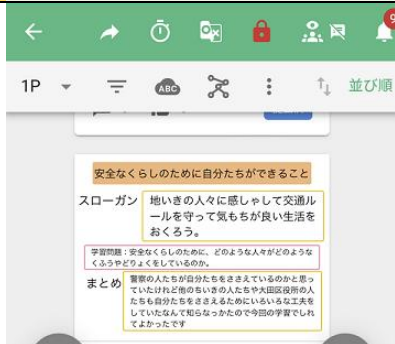 9
1P
ABC
並び順
安全なくらしのために自分たちができること
スローガン
地いきの人々に感しゃして交通ル
ールを守って気もちが良い生活を
おくろう。
学習問題：安全なくらしのために、どのような人々がどのような
くふうやどりょくをしているのか。
まとめ
警察の人たちが自分たちをささえているのかと思っ
ていたけれど他のちいきの人たちや大田区役所の人
たちも自分たちをささえるためにいろいろな工夫を
していたなんて知らなっかたので今回の学習でしれ
てよかったです